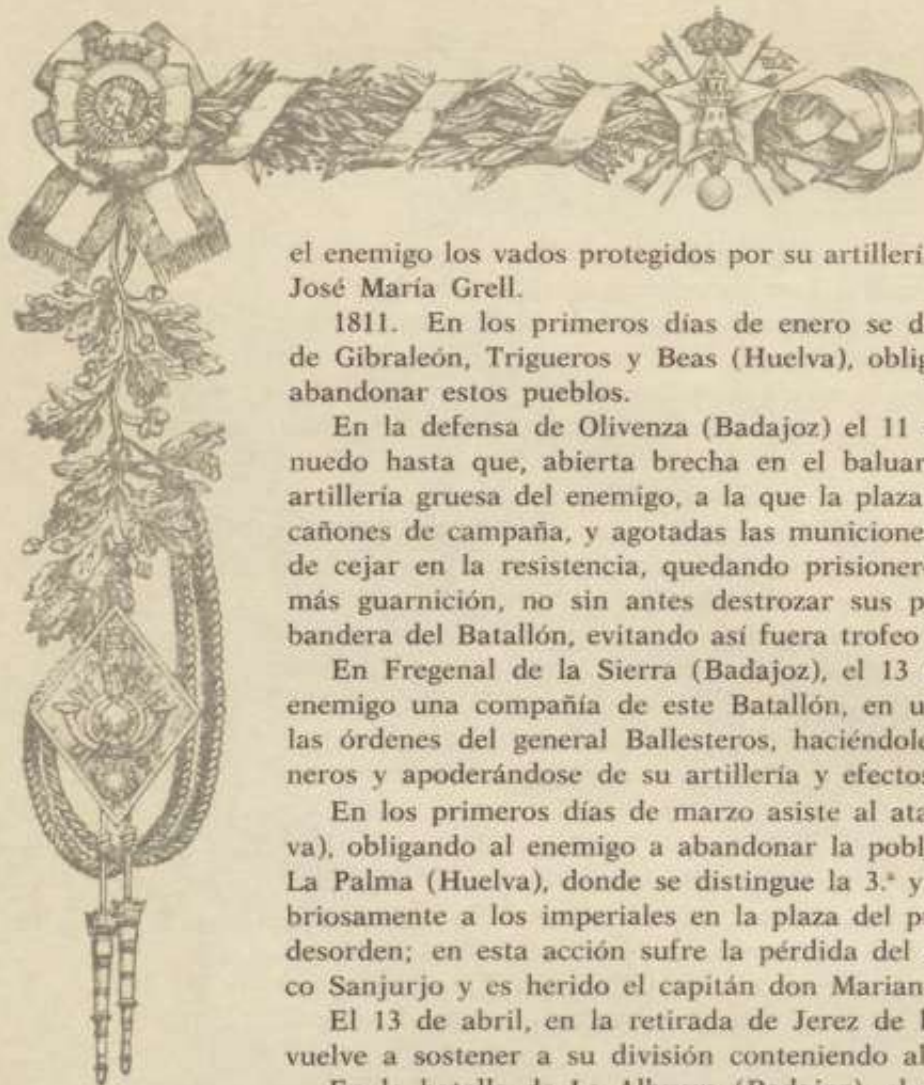 el enemigo los vados protegidos por su artillerí
José María Grell.
1811. En los primeros días de enero se d
de Gibraleón, Trigueros y Beas (Huelva), oblig
abandonar estos pueblos.
En la defensa de Olivenza (Badajoz) el 11
nuedo hasta que, abierta brecha en el baluar
artillería gruesa del enemigo, a la que la plaza
cañones de campaña, y agotadas las municione
de cejar en la resistencia, quedando prisioner
más guarnición, no sin antes destrozar sus p
bandera del Batallón, evitando así fuera trofeo
En Fregenal de la Sierra (Badajoz), el 13
enemigo una compañía de este Batallón, en u
las órdenes del general Ballesteros, haciéndole
neros y apoderándose de su artillería y efectos
En los primeros días de marzo asiste al ata
va), obligando al enemigo a abandonar la pobl
La Palma (Huelva), donde se distingue la 3.ª y
briosamente a los imperiales en la plaza del p
desorden; en esta acción sufre la pérdida del
co Sanjurjo y es herido el capitán don Marian
El 13 de abril, en la retirada de Jerez de l
vuelve a sostener a su división conteniendo al